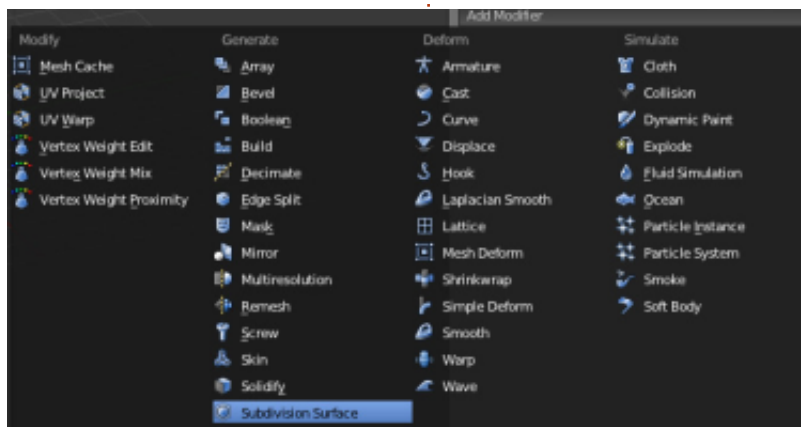 Add Modifier
Modify
Mesh Cache
UV Project
UV Warp
Vertex Weight Edit
Vertex Weight Mix
Vertex Weight Proximity
Generate
Array
Bevel
Boolean
Build
Decimate
Edge Split
Mask
Mirror
Multiresolution
Remesh
Screw
Skin
Solidify
Subdivision Surface
Deform
Armature
Cast
Curve
Displace
Hook
Laplacian Smooth
Lattice
Mesh Deform
Shrinkwrap
Simple Deform
Smooth
Warp
Wave
Simulate
Cloth
Collision
Dynamic Paint
Explode
Fluid Simulation
Ocean
Particle Instance
Particle System
Smoke
Soft Body